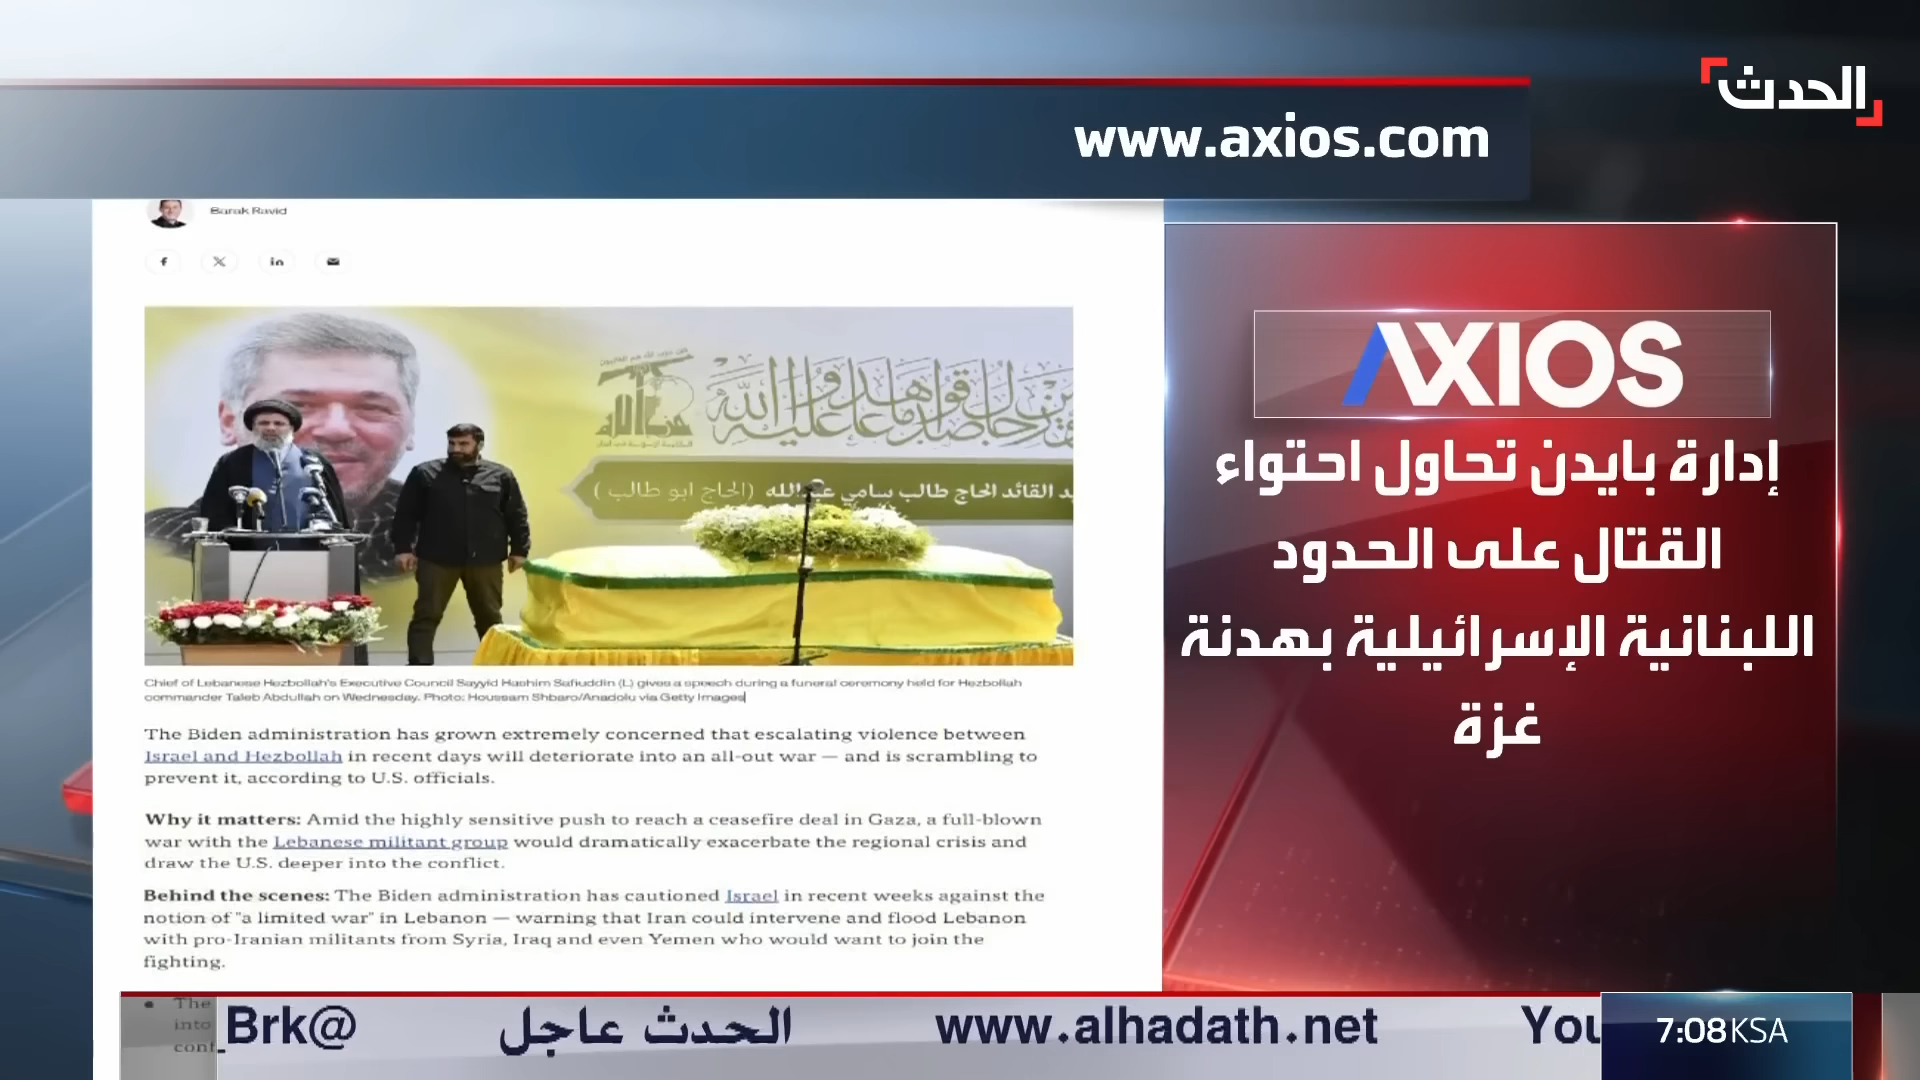 الحدث
www.axios.com
Barak Ravid
حزب الله
سيد القائد الحاج طالب سامي عبدالله (الحاج ابو طالب)
Chief of Lebanese Hezbollah's Executive Council Sayyid Hashim Safiuddin (L) gives a speech during a funeral ceremony held for Hezbollah
commander Taleb Abdullah on Wednesday. Photo: Houssam Shbaro/Anadolu via Getty Images
The Biden administration has grown extremely concerned that escalating violence between
Israel and Hezbollah in recent days will deteriorate into an all-out war — and is scrambling to
prevent it, according to U.S. officials.
Why it matters: Amid the highly sensitive push to reach a ceasefire deal in Gaza, a full-blown
war with the Lebanese militant group would dramatically exacerbate the regional crisis and
draw the U.S. deeper into the conflict.
Behind the scenes: The Biden administration has cautioned Israel in recent weeks against the
notion of "a limited war" in Lebanon — warning that Iran could intervene and flood Lebanon
with pro-Iranian militants from Syria, Iraq and even Yemen who would want to join the
fighting.
• The
into
conf
AXIOS
إدارة بايدن تحاول احتواء
القتال على الحدود
اللبنانية الإسرائيلية بهدنة
غزة
_Brk@ الحدث عاجل www.alhadath.net You
7:08 KSA